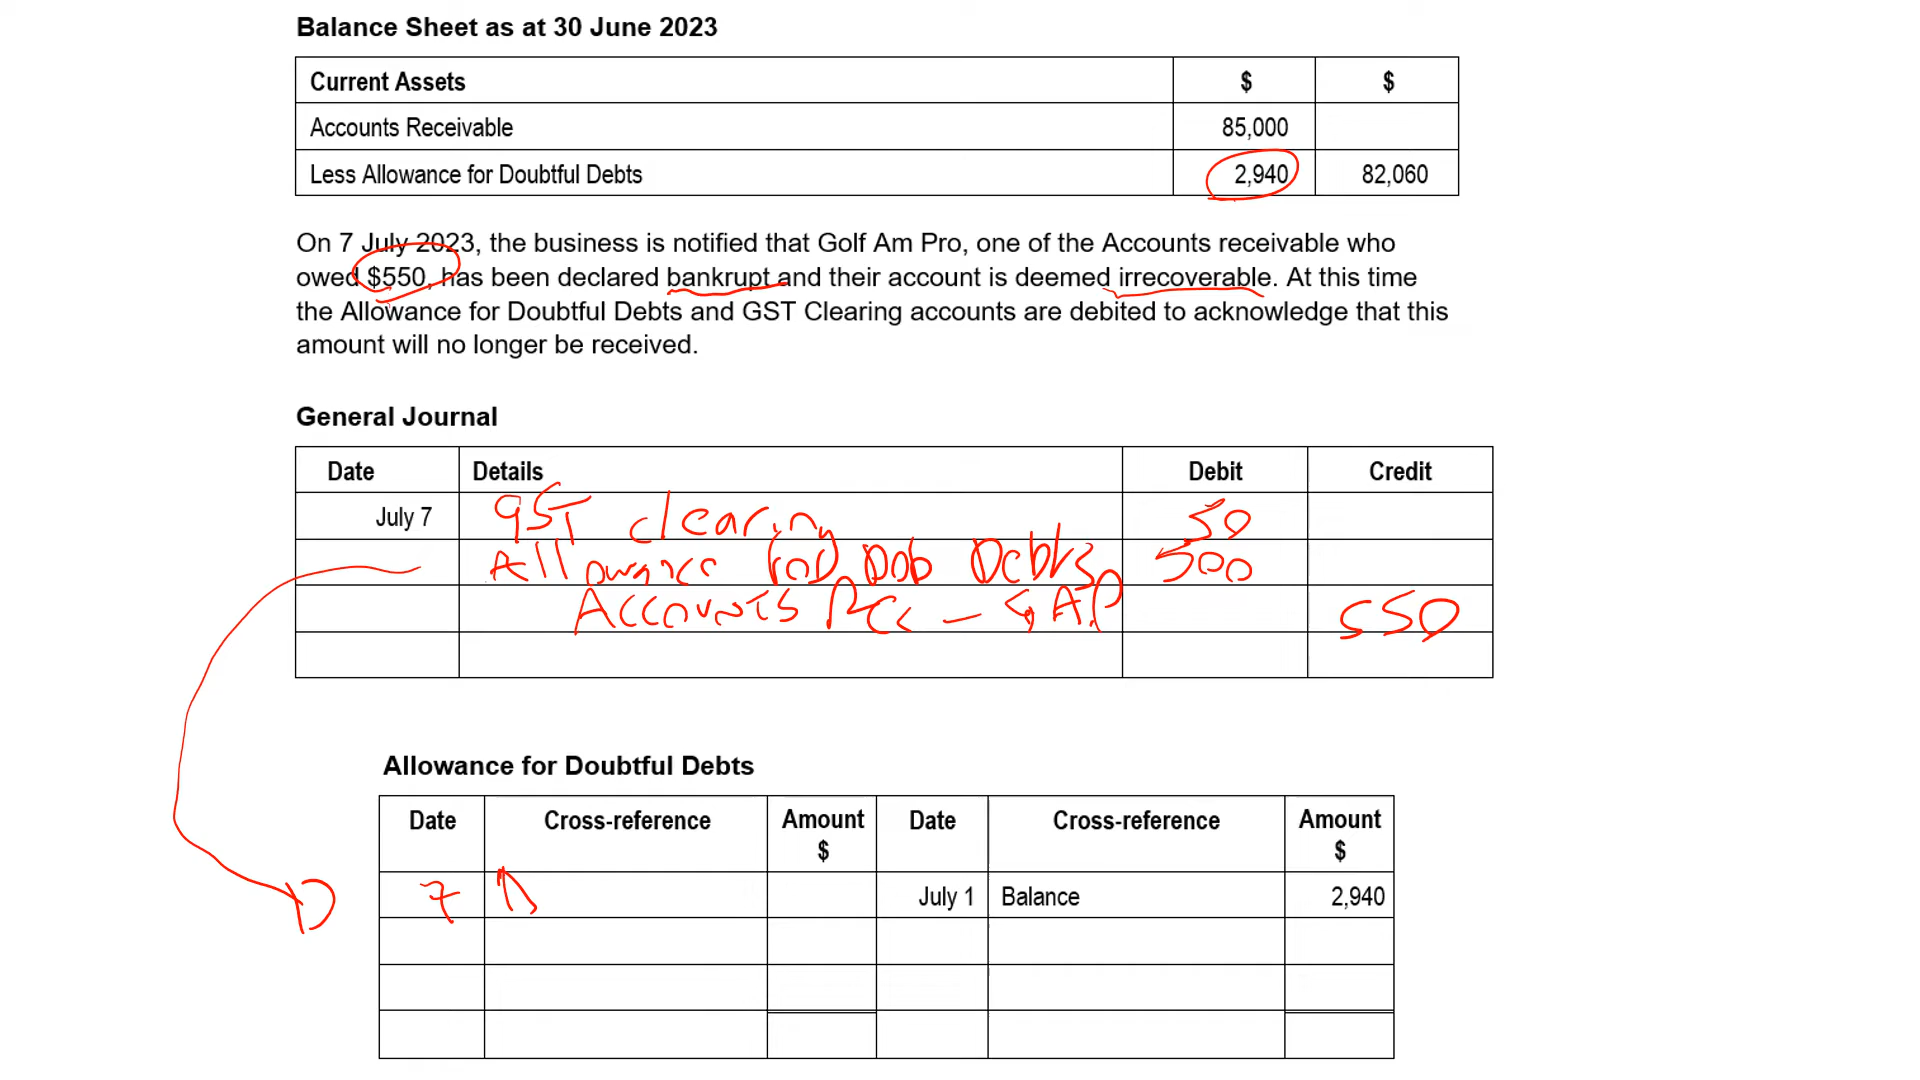 Balance Sheet as at 30 June 2023
Current Assets $ $
Accounts Receivable 85,000
Less Allowance for Doubtful Debts 2,940 82,060
On 7 July 2023, the business is notified that Golf Am Pro, one of the Accounts receivable who
owed $550, has been declared bankrupt and their account is deemed irrecoverable. At this time
the Allowance for Doubtful Debts and GST Clearing accounts are debited to acknowledge that this
amount will no longer be received.
General Journal
Date Details Debit Credit
July 7 GST clearing 50
Allowance for Dob Debts 500
Accounts Rec - GAP 550
Allowance for Doubtful Debts
Date Cross-reference Amount $ Date Cross-reference Amount $
7 July 1 Balance 2,940